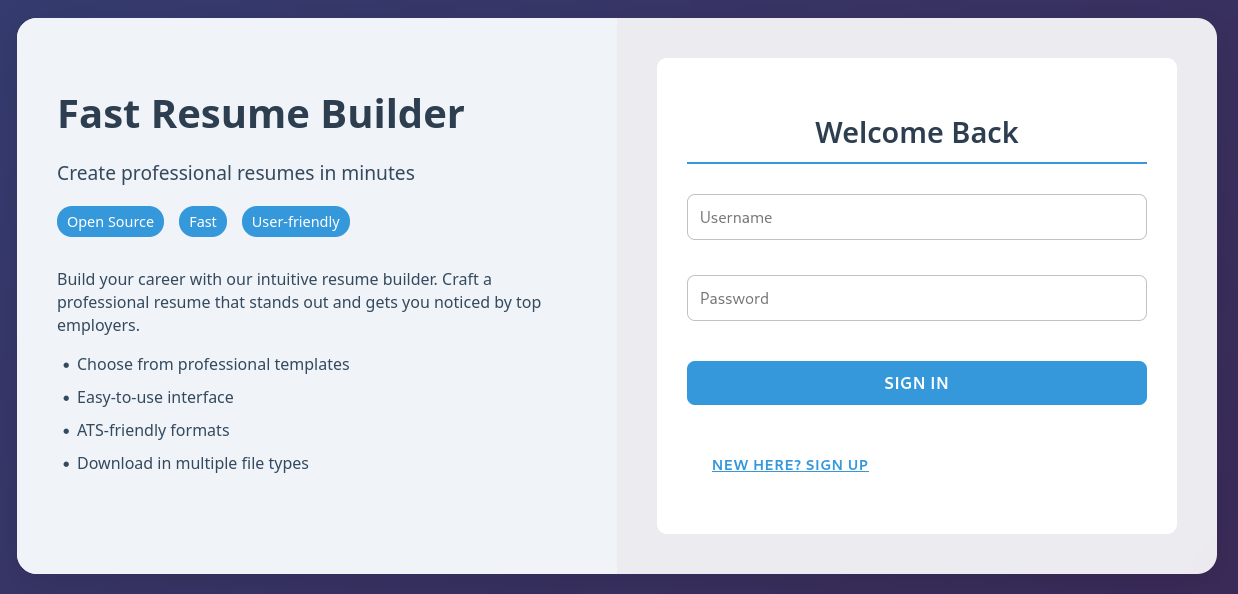 Fast Resume Builder
Create professional resumes in minutes
Open Source Fast User-friendly
Build your career with our intuitive resume builder. Craft a
professional resume that stands out and gets you noticed by top
employers.
• Choose from professional templates
• Easy-to-use interface
• ATS-friendly formats
• Download in multiple file types
Welcome Back
Username
Password
SIGN IN
NEW HERE? SIGN UP